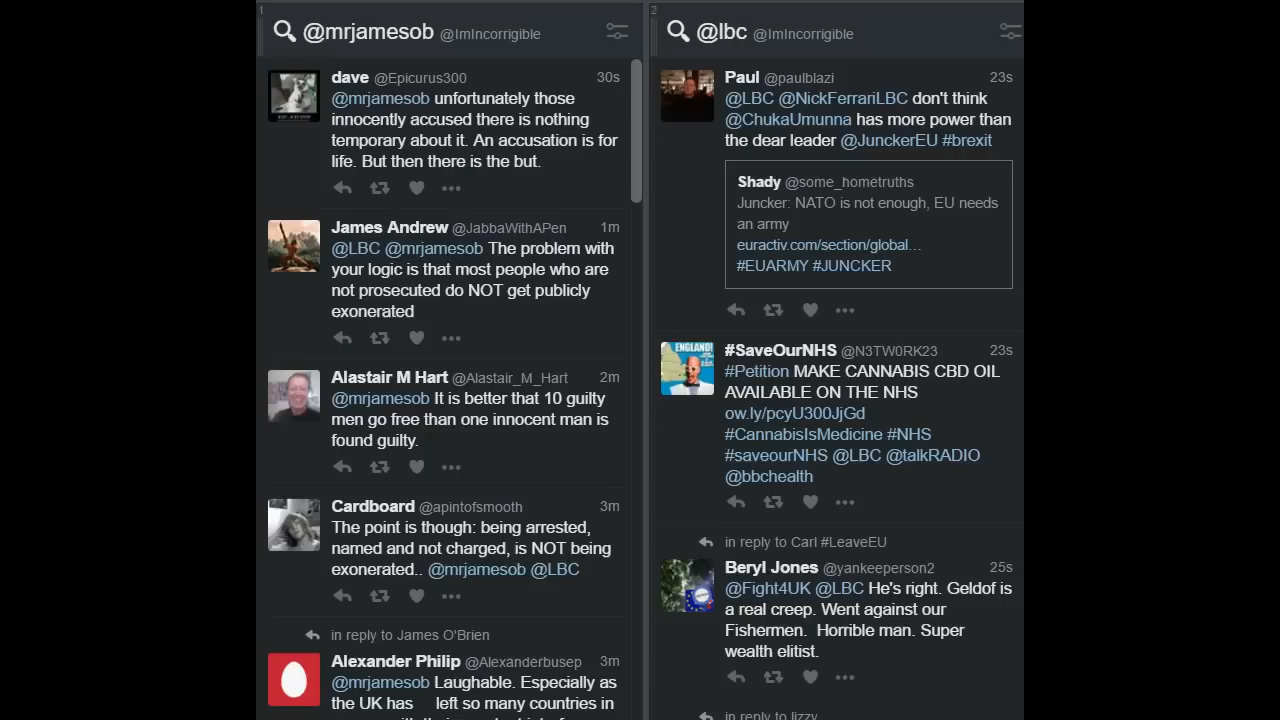 1
@mrjamesob @ImIncorrigible
dave @Epicurus300 30s
@mrjamesob unfortunately those
innocently accused there is nothing
temporary about it. An accusation is for
life. But then there is the but.
James Andrew @JabbaWithAPen 1m
@LBC @mrjamesob The problem with
your logic is that most people who are
not prosecuted do NOT get publicly
exonerated
Alastair M Hart @Alastair_M_Hart 2m
@mrjamesob It is better that 10 guilty
men go free than one innocent man is
found guilty.
Cardboard @apintofsmooth 3m
The point is though: being arrested,
named and not charged, is NOT being
exonerated.. @mrjamesob @LBC
in reply to James O'Brien
Alexander Philip @Alexanderbusep 3m
@mrjamesob Laughable. Especially as
the UK has left so many countries in
2
@lbc @ImIncorrigible
Paul @paulblazi 23s
@LBC @NickFerrariLBC don't think
@ChukaUmunna has more power than
the dear leader @JunckerEU #brexit
Shady @some_hometruths
Juncker: NATO is not enough, EU needs
an army
euractiv.com/section/global…
#EUARMY #JUNCKER
ENGLAND!
#SaveOurNHS @N3TW0RK23 23s
#Petition MAKE CANNABIS CBD OIL
AVAILABLE ON THE NHS
ow.ly/pcyU300JjGd
#CannabisIsMedicine #NHS
#saveourNHS @LBC @talkRADIO
@bbchealth
in reply to Carl #LeaveEU
Beryl Jones @yankeeperson2 25s
@Fight4UK @LBC He's right. Geldof is
a real creep. Went against our
Fishermen.  Horrible man. Super
wealth elitist.
in reply to lizzy